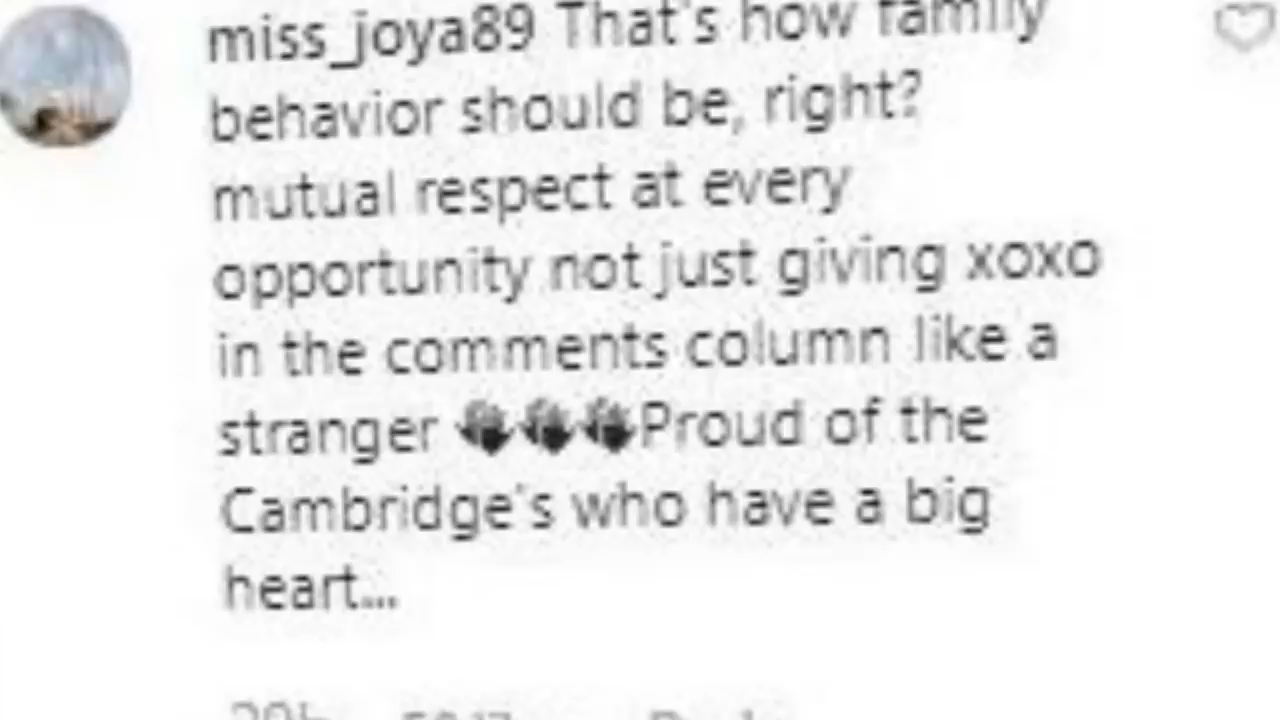 miss_joya89 That's how family
behavior should be, right?
mutual respect at every
opportunity not just giving xoxo
in the comments column like a
stranger 👏👏👏Proud of the
Cambridge's who have a big
heart...